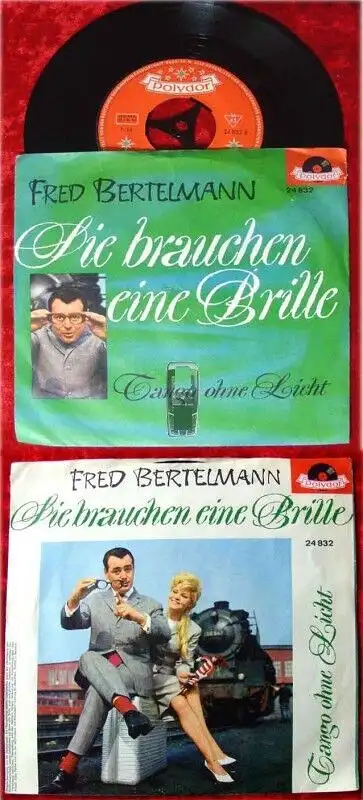 Polydor
FRED BERTELMANN
Polydor
24 832
Sie brauchen
eine Brille
Tango ohne Licht
FRED BERTELMANN
Polydor
Sie brauchen eine Brille
24 832
Tango ohne Licht